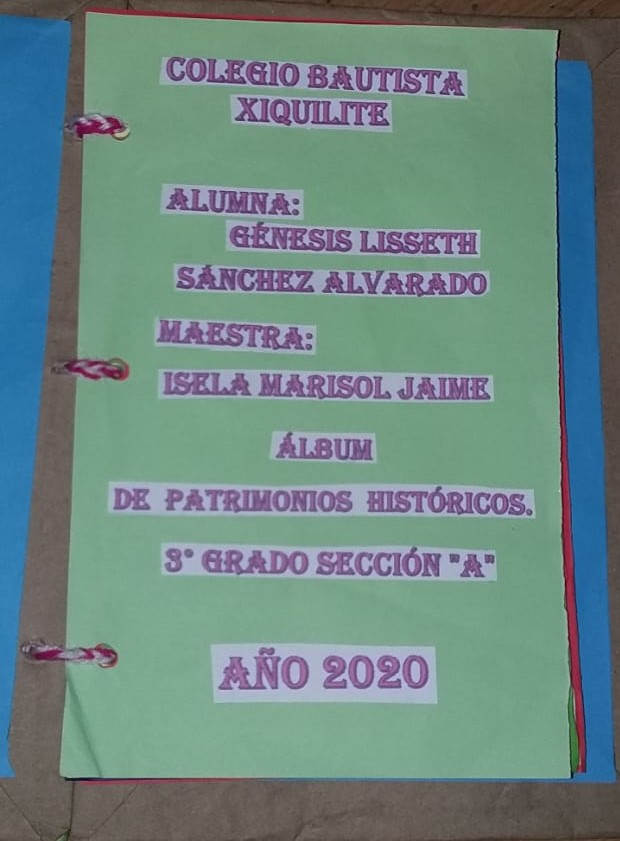 COLEGIO BAUTISTA
XIQUILITE
ALUMNA:
GÉNESIS LISSETH
SÁNCHEZ ALVARADO
MAESTRA:
ISELA MARISOL JAIME
ÁLBUM
DE PATRIMONIOS HISTÓRICOS.
3° GRADO SECCIÓN "A"
AÑO 2020